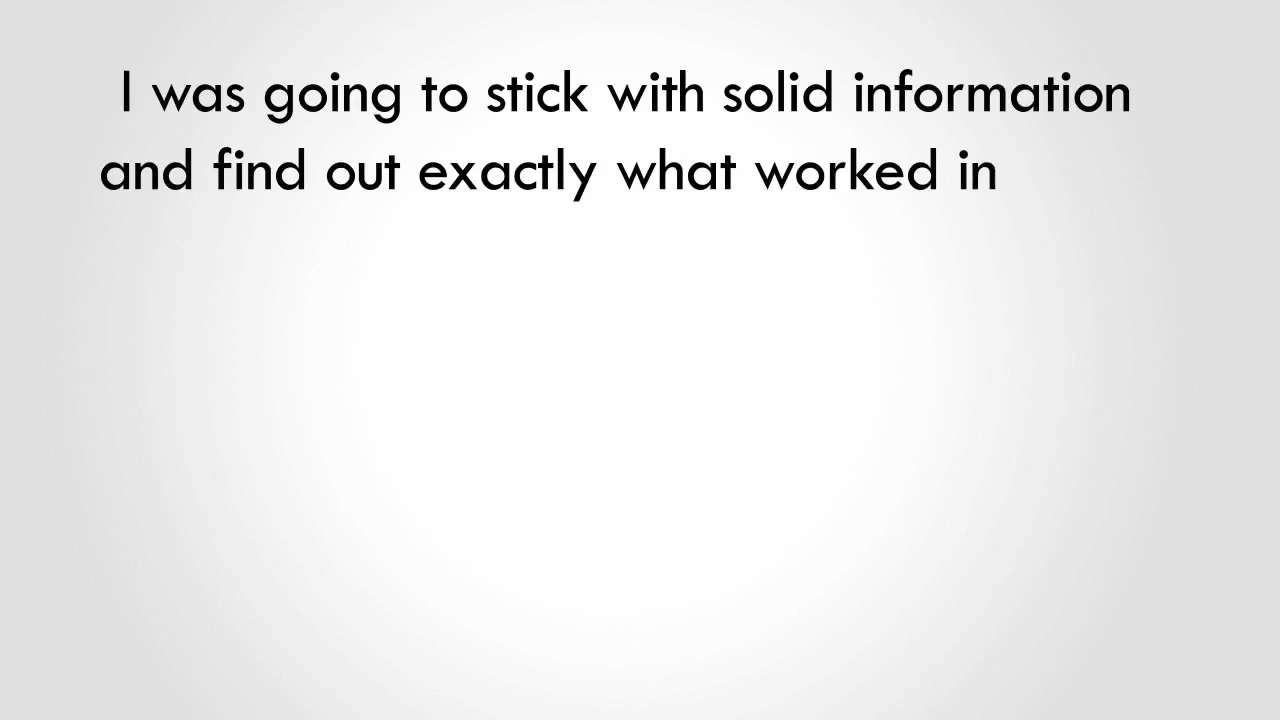 I was going to stick with solid information
and find out exactly what worked in